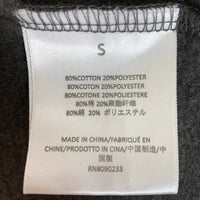 S
80%COTTON 20%POLYESTER
80%COTON 20%POLYESTER
80%COTONE 20%POLIESTERE
80%棉 20%聚酯纤维
80%綿 20% ポリエステル
MADE IN CHINA/FABRIQUÉ EN
CHINE/PRODOTTO IN CINA/中国制造/中
国製
RN#090233